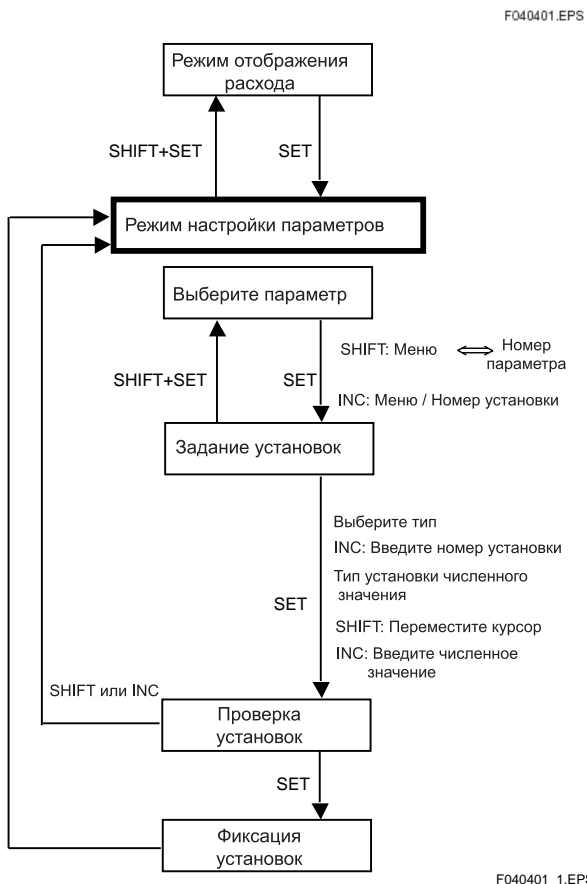 F040401.EPS
Режим отображения
расхода
SHIFT+SET
SET
Режим настройки параметров
Выберите параметр
SHIFT: Меню ⇔ Номер
параметра
SHIFT+SET
SET
INC: Меню / Номер установки
Задание установок
Выберите тип
INC: Введите номер установки
Тип установки численного
значения
SET
SHIFT: Переместите курсор
INC: Введите численное
значение
SHIFT или INC
Проверка
установок
SET
Фиксация
установок
F040401_1.EPS